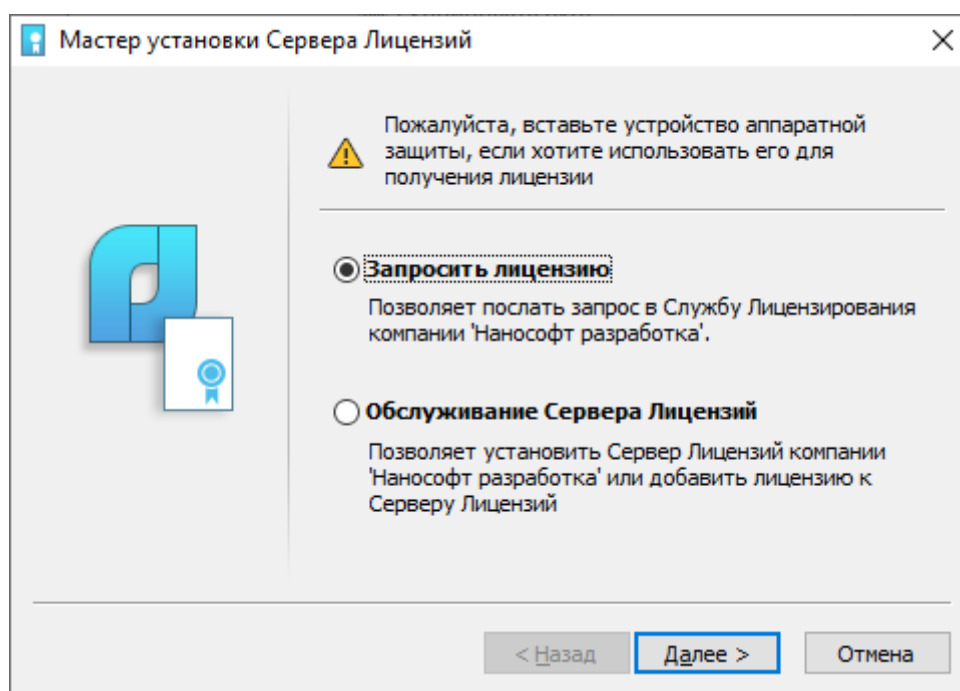 Мастер установки Сервера Лицензий
Пожалуйста, вставьте устройство аппаратной
защиты, если хотите использовать его для
получения лицензии
Запросить лицензию
Позволяет послать запрос в Службу Лицензирования
компании 'Нанософт разработка'.
Обслуживание Сервера Лицензий
Позволяет установить Сервер Лицензий компании
'Нанософт разработка' или добавить лицензию к
Серверу Лицензий
< Назад
Далее >
Отмена